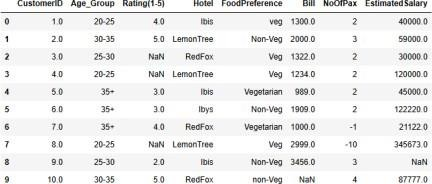 CustomerID Age_Group Rating(1-5) Hotel FoodPreference Bill NoOfPax EstimatedSalary
0 1.0 20-25 4.0 Ibis veg 1300.0 2 40000.0
1 2.0 30-35 5.0 LemonTree Non-Veg 2000.0 3 59000.0
2 3.0 25-30 NaN RedFox Veg 1322.0 2 30000.0
3 4.0 20-25 NaN LemonTree Veg 1234.0 2 120000.0
4 5.0 35+ 3.0 Ibis Vegetarian 989.0 2 45000.0
5 6.0 35+ 3.0 Ibys Non-Veg 1909.0 2 122220.0
6 7.0 35+ 4.0 RedFox Vegetarian 1000.0 -1 21122.0
7 8.0 20-25 NaN LemonTree Veg 2999.0 -10 345673.0
8 9.0 25-30 2.0 Ibis Non-Veg 3456.0 3 NaN
9 10.0 30-35 5.0 RedFox non-Veg NaN 4 87777.0